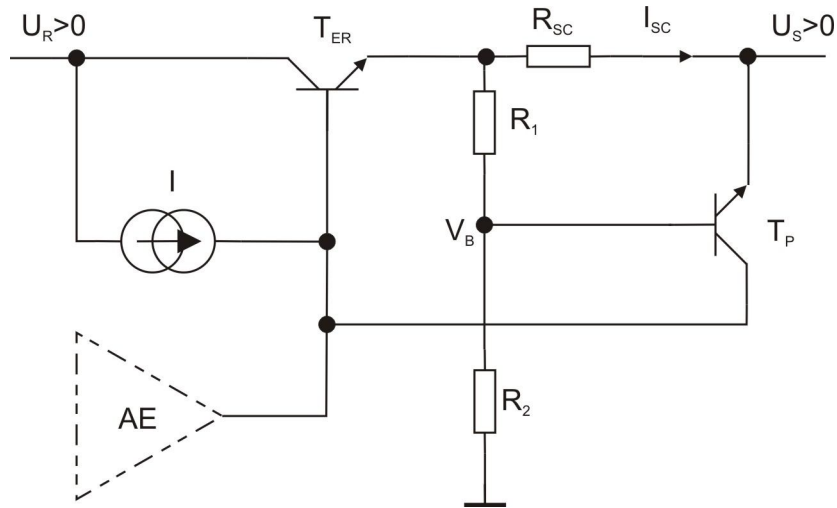 U_R>0
T_ER
R_SC
I_SC
U_S>0
R_1
I
V_B
T_P
AE
R_2